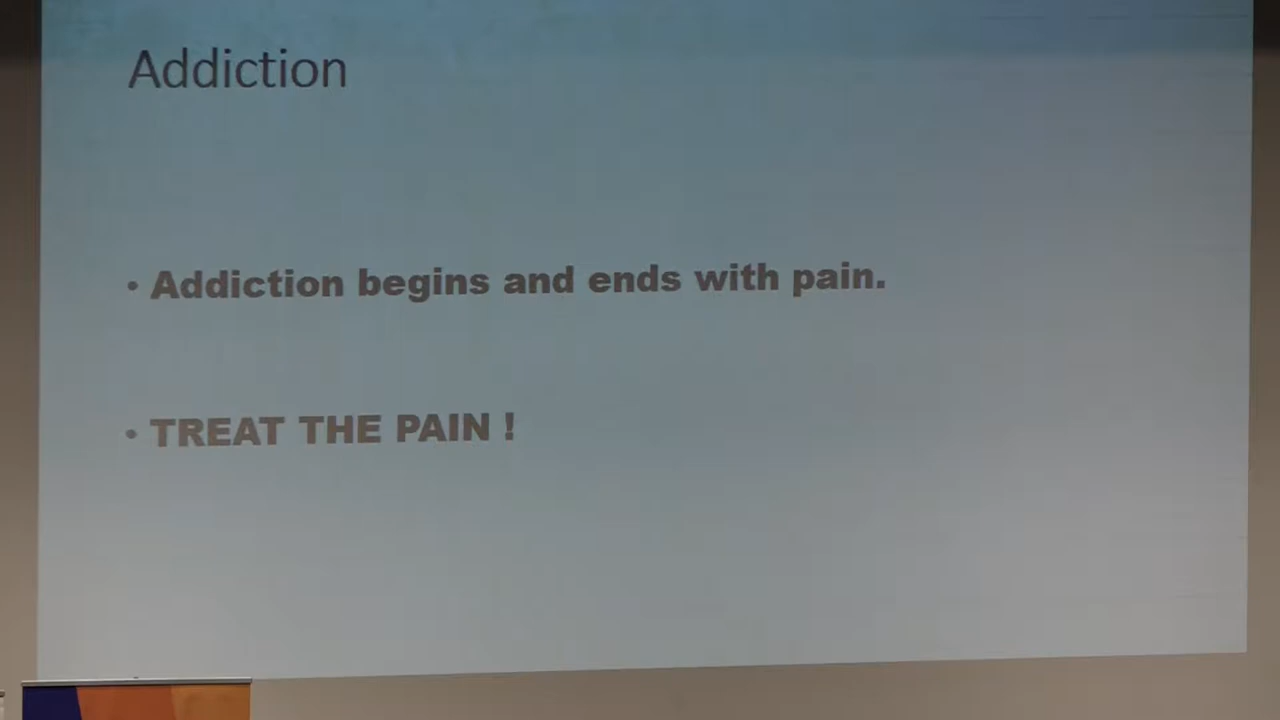 Addiction
• Addiction begins and ends with pain.
• TREAT THE PAIN !